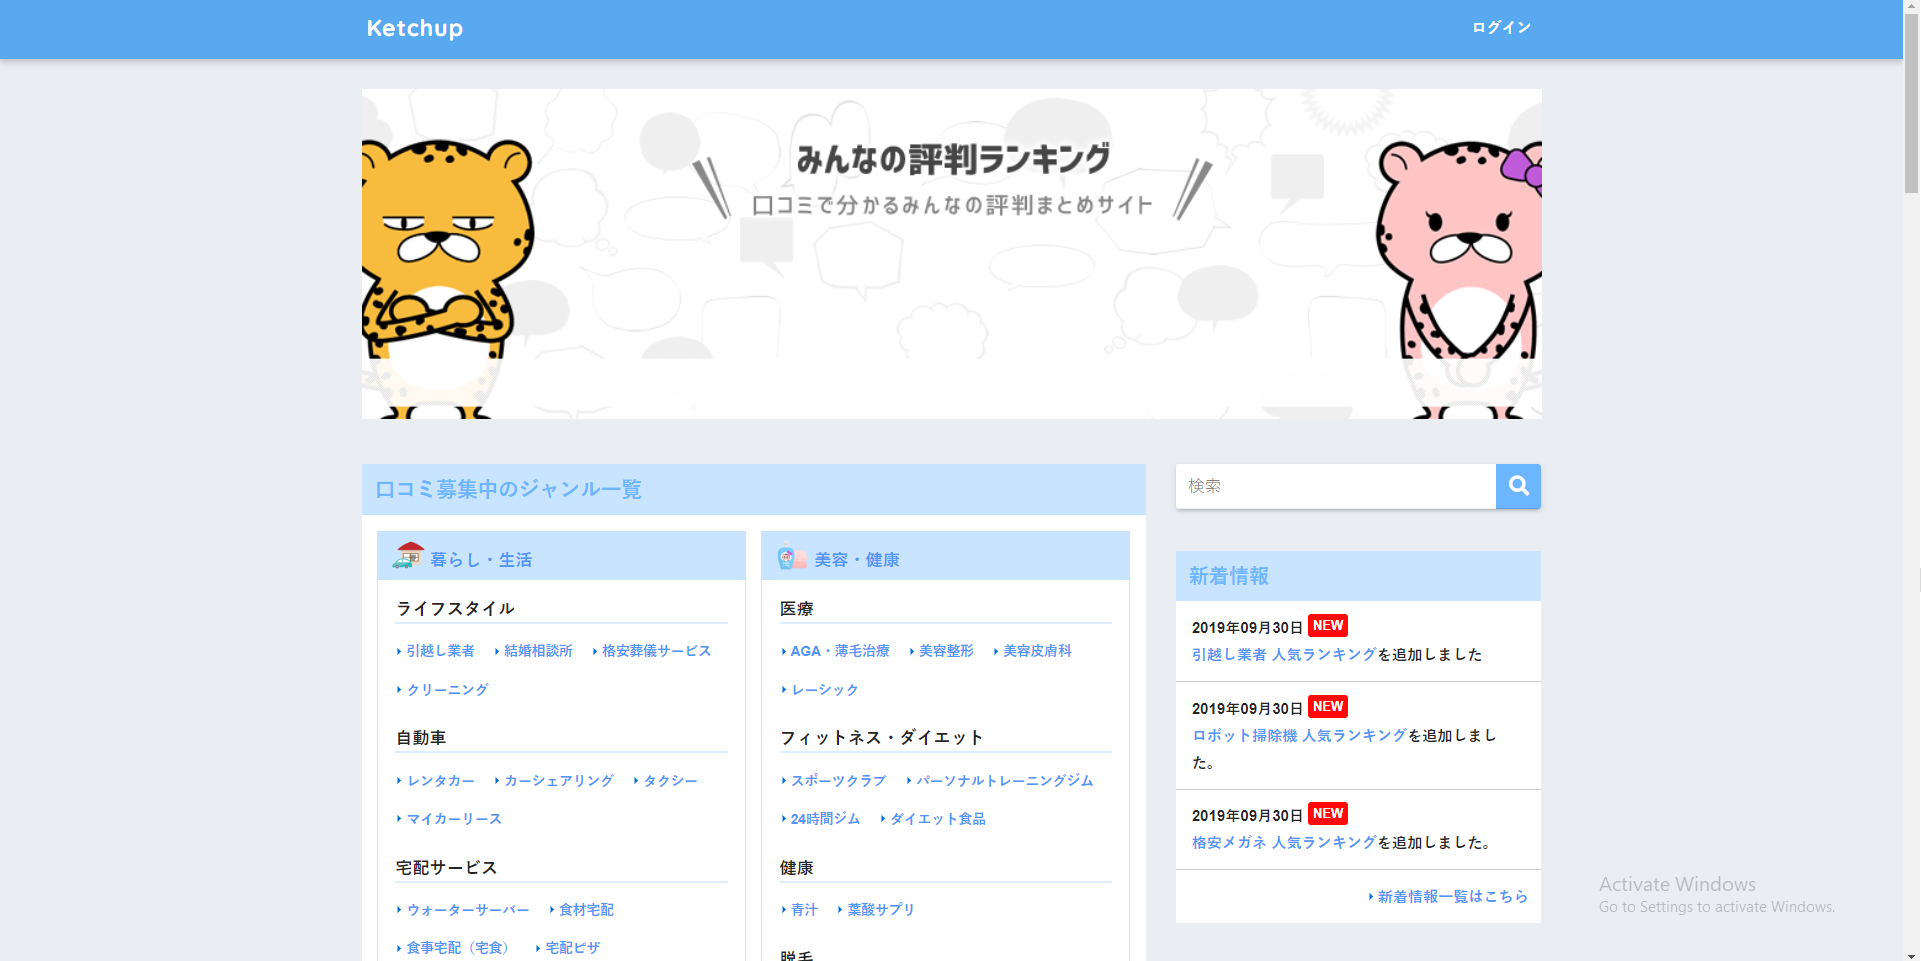 Ketchup
ログイン
みんなの評判ランキング
口コミで分かるみんなの評判まとめサイト
口コミ募集中のジャンル一覧
暮らし・生活
ライフスタイル
引越し業者 結婚相談所 格安葬儀サービス
クリーニング
自動車
レンタカー カーシェアリング タクシー
マイカーリース
宅配サービス
ウォーターサーバー 食材宅配
食事宅配（宅食） 宅配ピザ
美容・健康
医療
AGA・薄毛治療 美容整形 美容皮膚科
レーシック
フィットネス・ダイエット
スポーツクラブ パーソナルトレーニングジム
24時間ジム ダイエット食品
健康
青汁 葉酸サプリ
脱毛
検索
新着情報
2019年09月30日 NEW
引越し業者 人気ランキングを追加しました
2019年09月30日 NEW
ロボット掃除機 人気ランキングを追加しまし
た。
2019年09月30日 NEW
格安メガネ 人気ランキングを追加しました。
新着情報一覧はこちら
Activate Windows
Go to Settings to activate Windows.